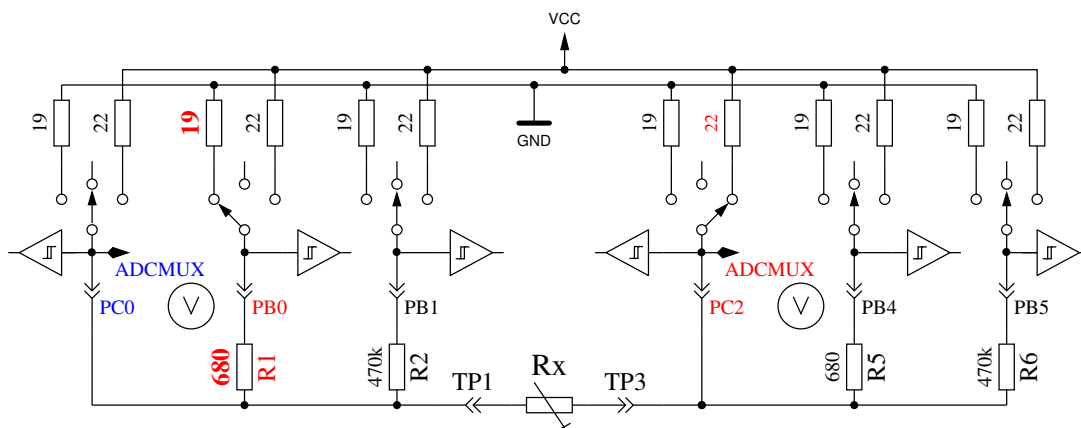 VCC
19
22
19
22
19
22
GND
19
22
19
22
19
22
ADCMUX
ADCMUX
PC0
V
PB0
PB1
PC2
V
PB4
PB5
680
R1
470k
R2
TP1
Rx
TP3
680
R5
470k
R6